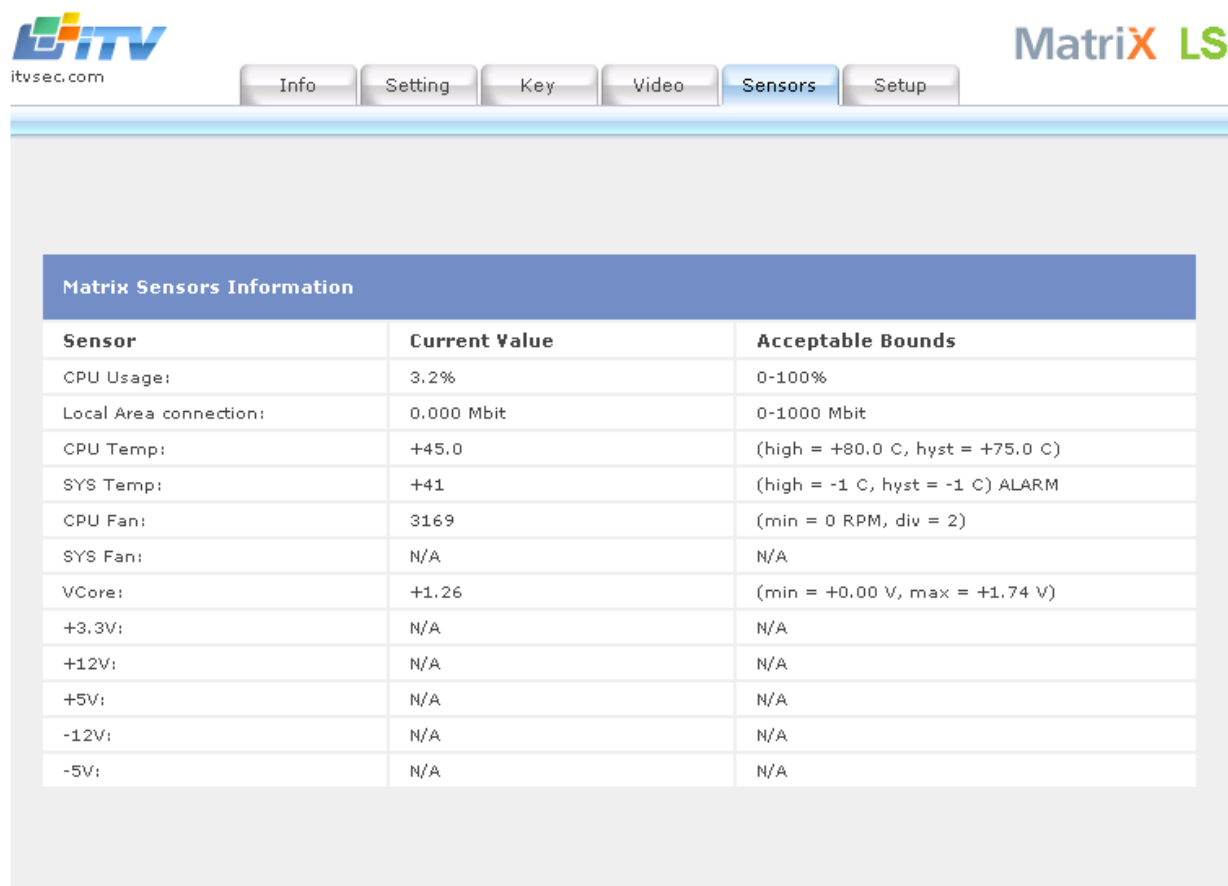 iTV
MatriX LS
itvsec.com
Info Setting Key Video Sensors Setup
Matrix Sensors Information
Sensor Current Value Acceptable Bounds
CPU Usage: 3.2% 0-100%
Local Area connection: 0.000 Mbit 0-1000 Mbit
CPU Temp: +45.0 (high = +80.0 C, hyst = +75.0 C)
SYS Temp: +41 (high = -1 C, hyst = -1 C) ALARM
CPU Fan: 3169 (min = 0 RPM, div = 2)
SYS Fan: N/A N/A
VCore: +1.26 (min = +0.00 V, max = +1.74 V)
+3.3V: N/A N/A
+12V: N/A N/A
+5V: N/A N/A
-12V: N/A N/A
-5V: N/A N/A